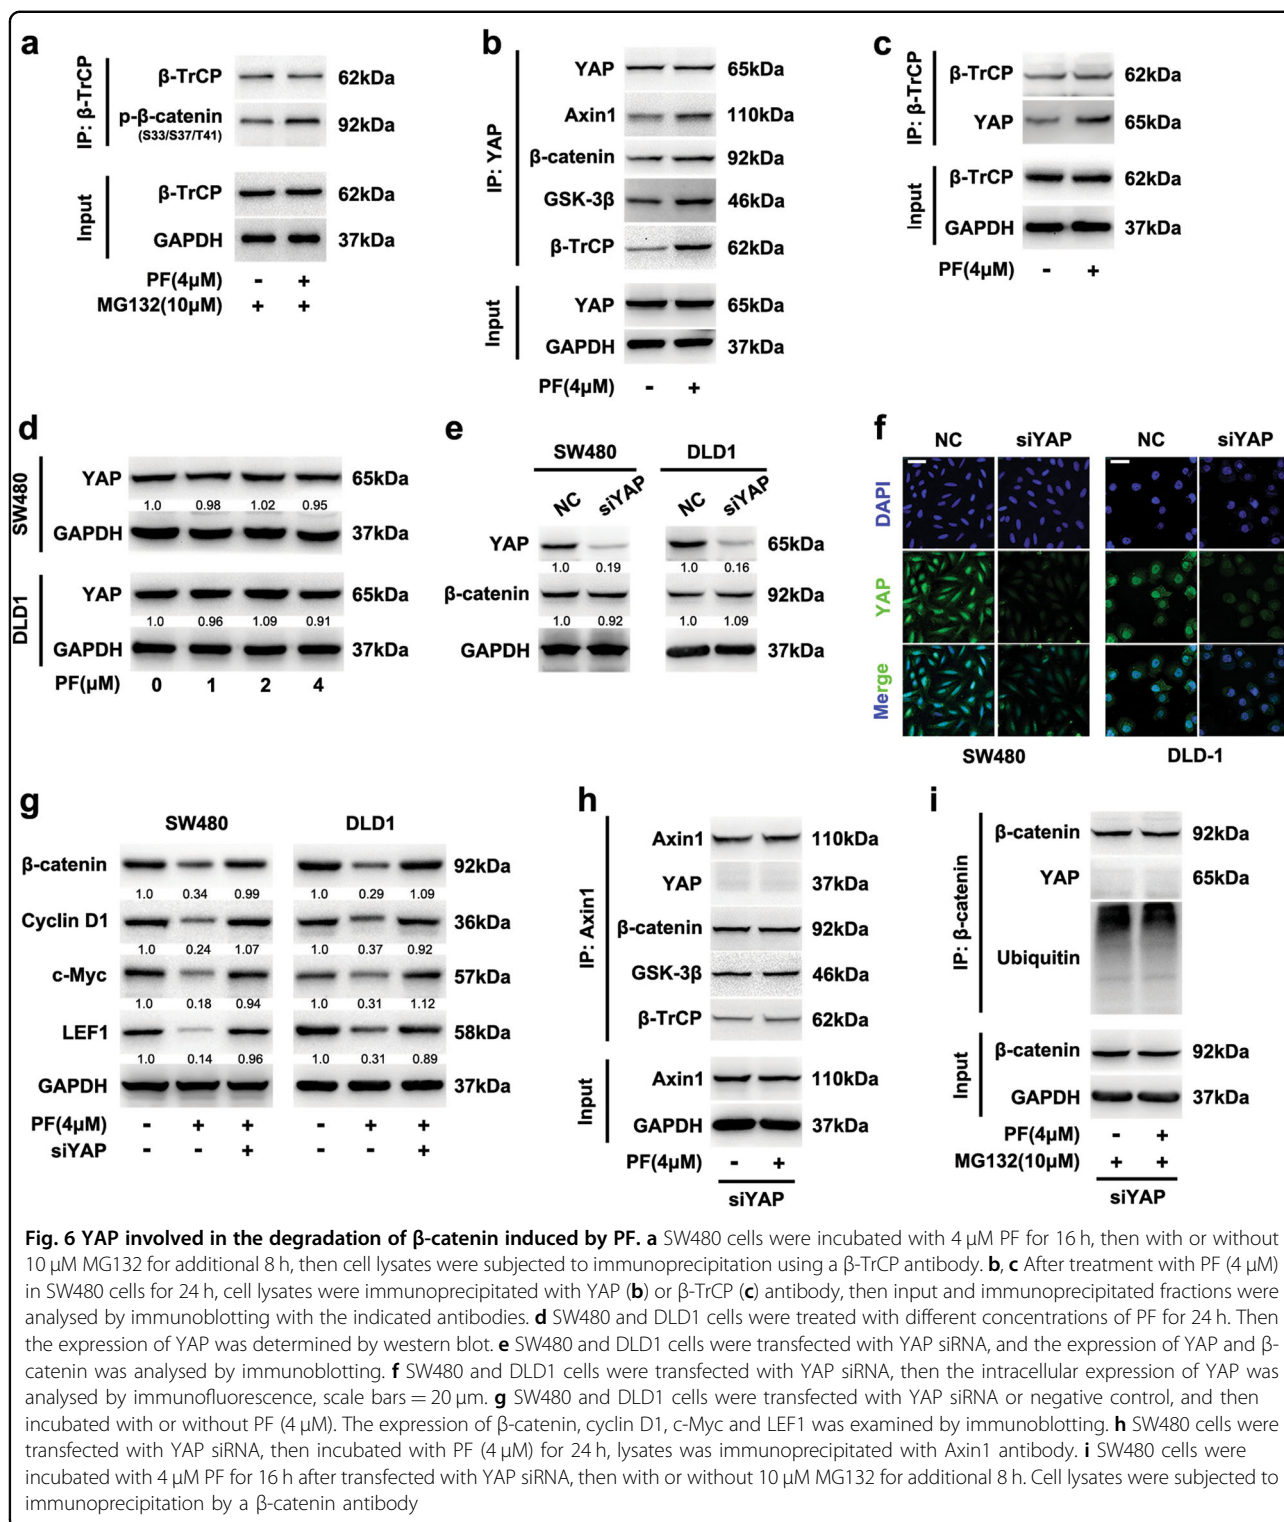 a
IP: β-TrCP
β-TrCP 62kDa
p-β-catenin 92kDa
(S33/S37/T41)
Input
β-TrCP 62kDa
GAPDH 37kDa
PF(4μM) - +
MG132(10μM) + +
b
IP: YAP
YAP 65kDa
Axin1 110kDa
β-catenin 92kDa
GSK-3β 46kDa
β-TrCP 62kDa
Input
YAP 65kDa
GAPDH 37kDa
PF(4μM) - +
c
IP: β-TrCP
β-TrCP 62kDa
YAP 65kDa
Input
β-TrCP 62kDa
GAPDH 37kDa
PF(4μM) - +
d
SW480
YAP 65kDa
1.0 0.98 1.02 0.95
GAPDH 37kDa
DLD1
YAP 65kDa
1.0 0.96 1.09 0.91
GAPDH 37kDa
PF(μM) 0 1 2 4
e
SW480 DLD1
NC siYAP NC siYAP
YAP 65kDa
1.0 0.19 1.0 0.16
β-catenin 92kDa
1.0 0.92 1.0 1.09
GAPDH 37kDa
f
NC siYAP NC siYAP
DAPI
YAP
Merge
SW480 DLD-1
g
SW480 DLD1
β-catenin 92kDa
1.0 0.34 0.99 1.0 0.29 1.09
Cyclin D1 36kDa
1.0 0.24 1.07 1.0 0.37 0.92
c-Myc 57kDa
1.0 0.18 0.94 1.0 0.31 1.12
LEF1 58kDa
1.0 0.14 0.96 1.0 0.31 0.89
GAPDH 37kDa
PF(4μM) - + + - + +
siYAP - - + - - +
h
IP: Axin1
Axin1 110kDa
YAP 37kDa
β-catenin 92kDa
GSK-3β 46kDa
β-TrCP 62kDa
Input
Axin1 110kDa
GAPDH 37kDa
PF(4μM) - +
siYAP
i
IP: β-catenin
β-catenin 92kDa
YAP 65kDa
Ubiquitin
Input
β-catenin 92kDa
GAPDH 37kDa
PF(4μM) - +
MG132(10μM) + +
siYAP
Fig. 6 YAP involved in the degradation of β-catenin induced by PF. a SW480 cells were incubated with 4 μM PF for 16 h, then with or without
10 μM MG132 for additional 8 h, then cell lysates were subjected to immunoprecipitation using a β-TrCP antibody. b, c After treatment with PF (4 μM)
in SW480 cells for 24 h, cell lysates were immunoprecipitated with YAP (b) or β-TrCP (c) antibody, then input and immunoprecipitated fractions were
analysed by immunoblotting with the indicated antibodies. d SW480 and DLD1 cells were treated with different concentrations of PF for 24 h. Then
the expression of YAP was determined by western blot. e SW480 and DLD1 cells were transfected with YAP siRNA, and the expression of YAP and β-
catenin was analysed by immunoblotting. f SW480 and DLD1 cells were transfected with YAP siRNA, then the intracellular expression of YAP was
analysed by immunofluorescence, scale bars = 20 μm. g SW480 and DLD1 cells were transfected with YAP siRNA or negative control, and then
incubated with or without PF (4 μM). The expression of β-catenin, cyclin D1, c-Myc and LEF1 was examined by immunoblotting. h SW480 cells were
transfected with YAP siRNA, then incubated with PF (4 μM) for 24 h, lysates was immunoprecipitated with Axin1 antibody. i SW480 cells were
incubated with 4 μM PF for 16 h after transfected with YAP siRNA, then with or without 10 μM MG132 for additional 8 h. Cell lysates were subjected to
immunoprecipitation by a β-catenin antibody